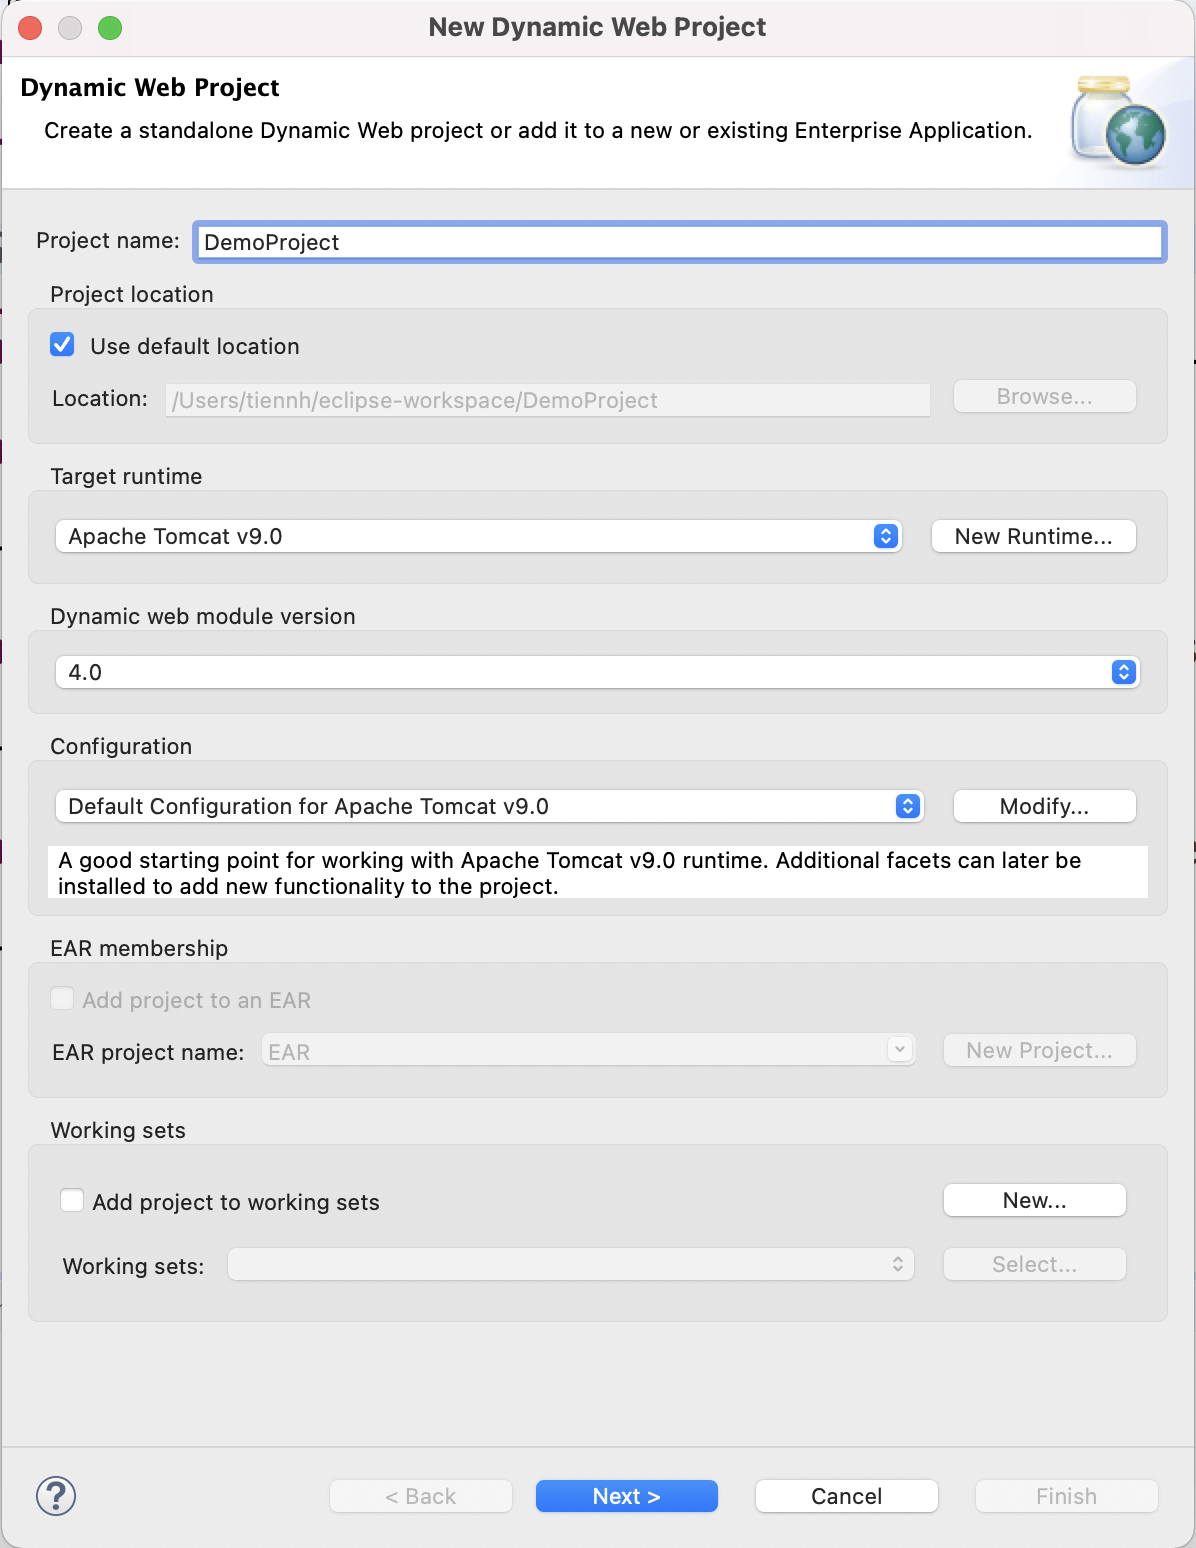 New Dynamic Web Project
Dynamic Web Project
Create a standalone Dynamic Web project or add it to a new or existing Enterprise Application.
Project name: DemoProject
Project location
Use default location
Location: /Users/tiennh/eclipse-workspace/DemoProject Browse...
Target runtime
Apache Tomcat v9.0 New Runtime...
Dynamic web module version
4.0
Configuration
Default Configuration for Apache Tomcat v9.0 Modify...
A good starting point for working with Apache Tomcat v9.0 runtime. Additional facets can later be
installed to add new functionality to the project.
EAR membership
Add project to an EAR
EAR project name: EAR New Project...
Working sets
Add project to working sets New...
Working sets: Select...
? < Back Next > Cancel Finish